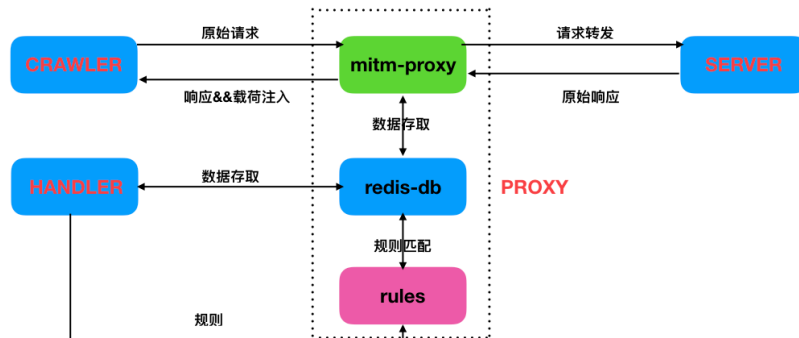 原始请求
请求转发
CRAWLER
mitm-proxy
SERVER
响应&&载荷注入
原始响应
数据存取
HANDLER
数据存取
redis-db
PROXY
规则匹配
rules
规则